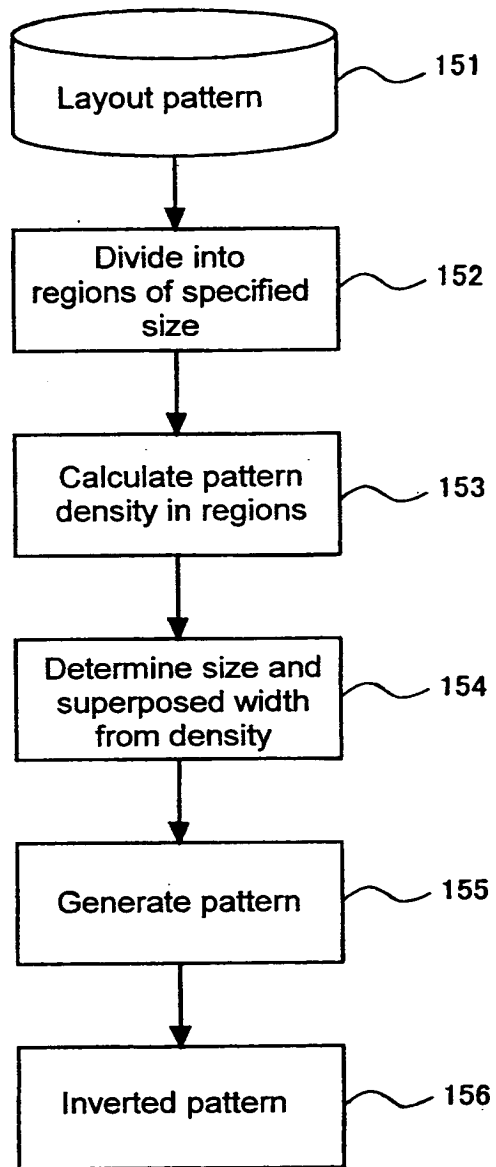 Layout pattern
151
Divide into
regions of specified
size
152
Calculate pattern
density in regions
153
Determine size and
superposed width
from density
154
Generate pattern
155
Inverted pattern
156